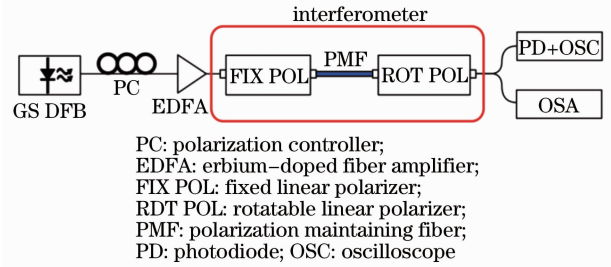 interferometer
PMF
FIX POL
ROT POL
PD+OSC
PC
EDFA
GS DFB
OSA
PC: polarization controller;
EDFA: erbium-doped fiber amplifier;
FIX POL: fixed linear polarizer;
RDT POL: rotatable linear polarizer;
PMF: polarization maintaining fiber;
PD: photodiode; OSC: oscilloscope